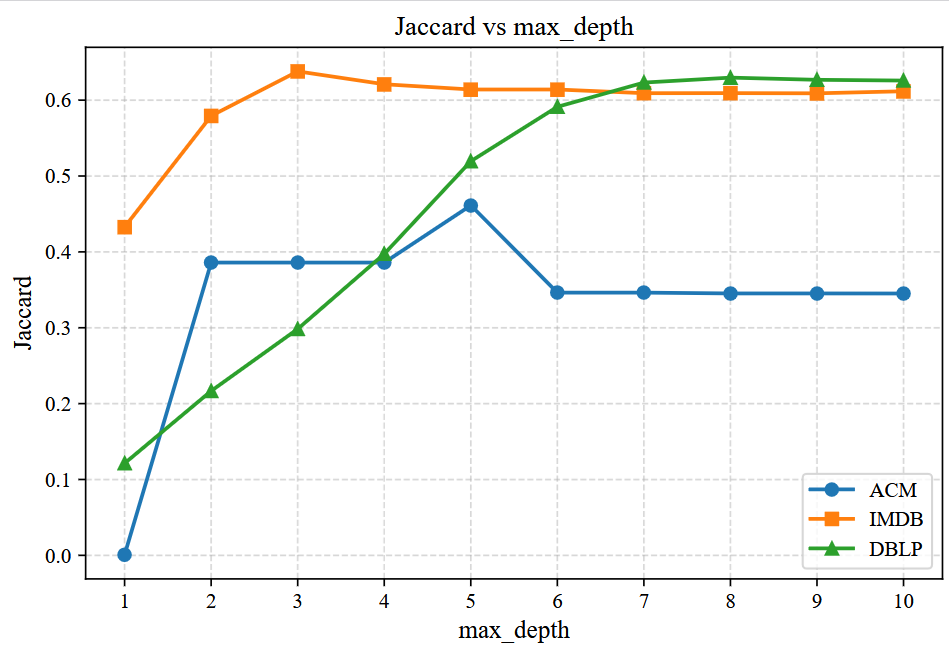 Jaccard vs max_depth
Jaccard
0.6
0.5
0.4
0.3
0.2
0.1
0.0
1 2 3 4 5 6 7 8 9 10
max_depth
ACM
IMDB
DBLP